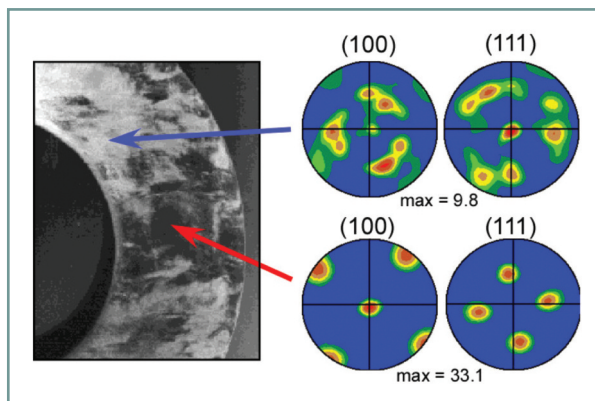 (100) (111)
max = 9.8
(100) (111)
max = 33.1